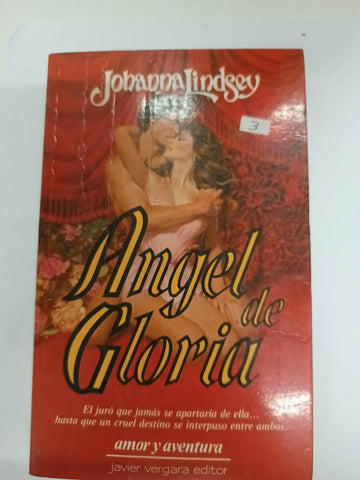 Johanna Lindsey
3
Angel
de
Gloria
El juró que jamás se apartaría de ella...
hasta que un cruel destino se interpuso entre ambos.
amor y aventura
javier vergara editor